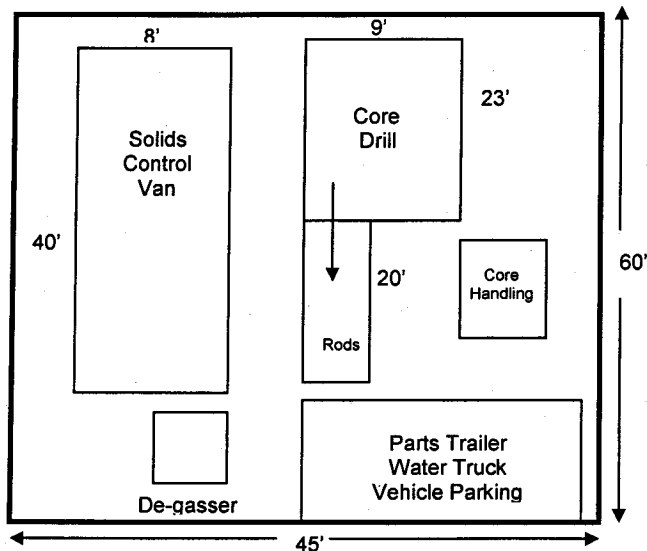 8'
9'
23'
Solids
Control
Van
Core
Drill
40'
20'
60'
Core
Handling
Rods
De-gasser
Parts Trailer
Water Truck
Vehicle Parking
45'